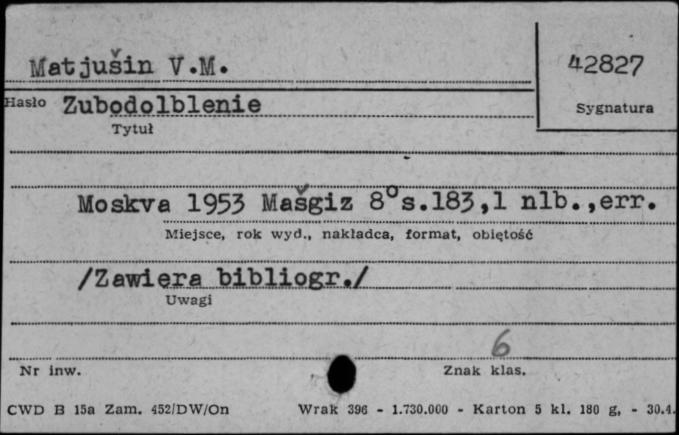 Matjušin V.M.
42827
Hasło Zubodolblenie
Sygnatura
Tytuł
Moskva 1953 Mašgiz 8° s.183,1 nlb.,err.
Miejsce, rok wyd., nakładca, format, objętość
/Zawiera bibliogr./
Uwagi
6
Nr inw.
Znak klas.
CWD B 15a Zam. 452/DW/On Wrak 396 - 1.730.000 - Karton 5 kl. 180 g, - 30.4.